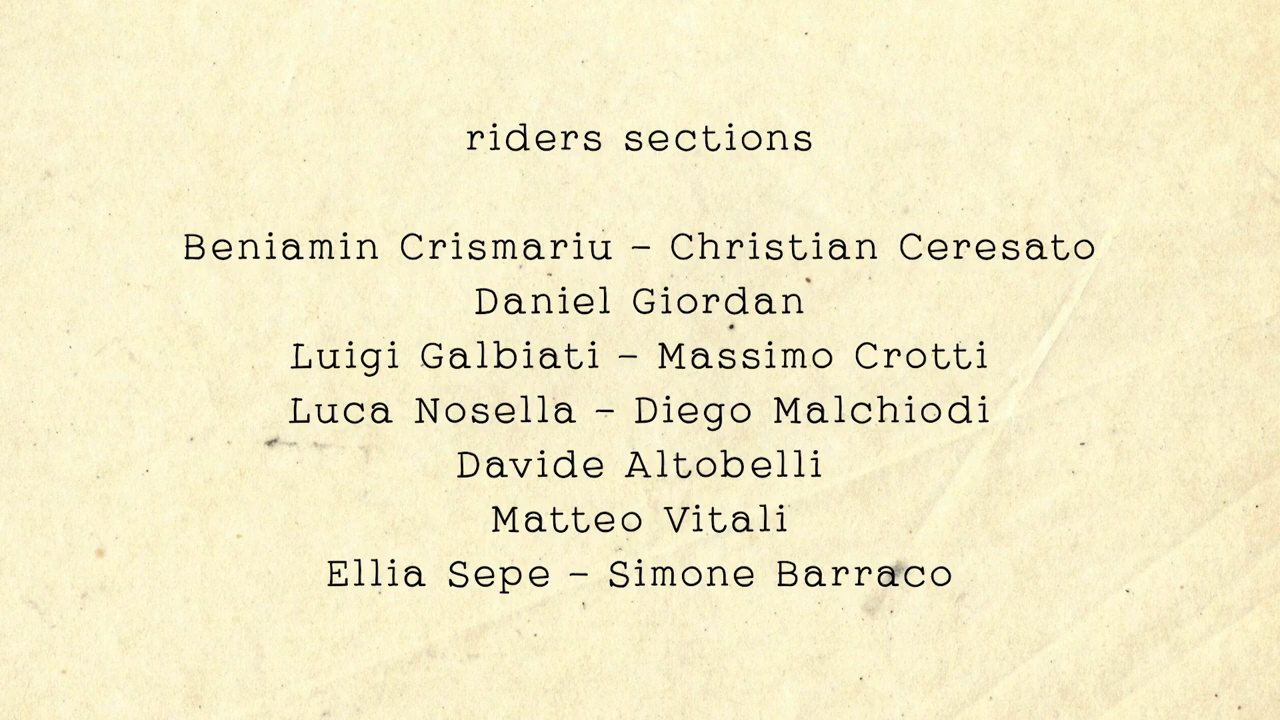 riders sections
Beniamin Crismariu – Christian Ceresato
Daniel Giordan
Luigi Galbiati – Massimo Crotti
Luca Nosella – Diego Malchiodi
Davide Altobelli
Matteo Vitali
Ellia Sepe – Simone Barraco